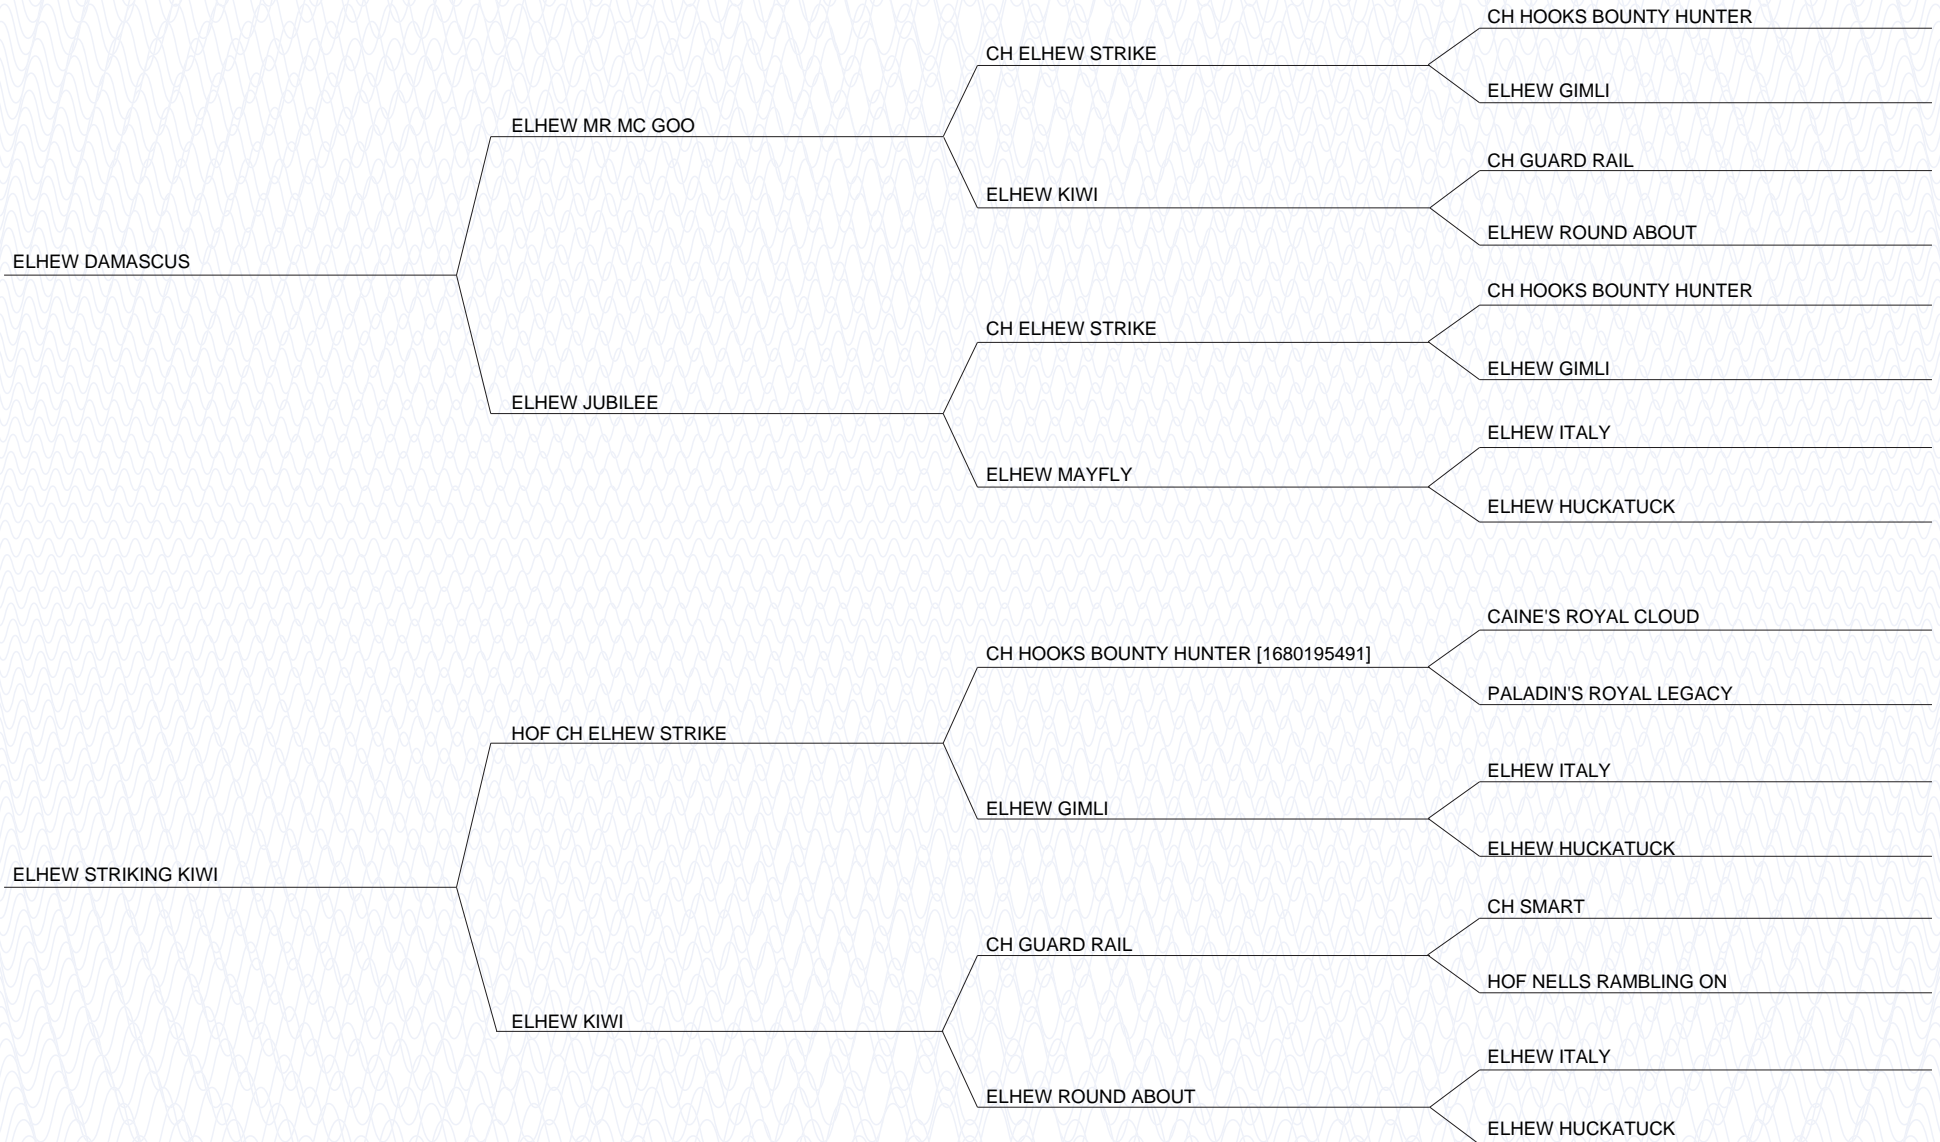 CH HOOKS BOUNTY HUNTER
CH ELHEW STRIKE
ELHEW GIMLI
ELHEW MR MC GOO
CH GUARD RAIL
ELHEW KIWI
ELHEW ROUND ABOUT
ELHEW DAMASCUS
CH HOOKS BOUNTY HUNTER
CH ELHEW STRIKE
ELHEW GIMLI
ELHEW JUBILEE
ELHEW ITALY
ELHEW MAYFLY
ELHEW HUCKATUCK
CAINE'S ROYAL CLOUD
CH HOOKS BOUNTY HUNTER [1680195491]
PALADIN'S ROYAL LEGACY
HOF CH ELHEW STRIKE
ELHEW ITALY
ELHEW GIMLI
ELHEW HUCKATUCK
ELHEW STRIKING KIWI
CH SMART
CH GUARD RAIL
HOF NELLS RAMBLING ON
ELHEW KIWI
ELHEW ITALY
ELHEW ROUND ABOUT
ELHEW HUCKATUCK